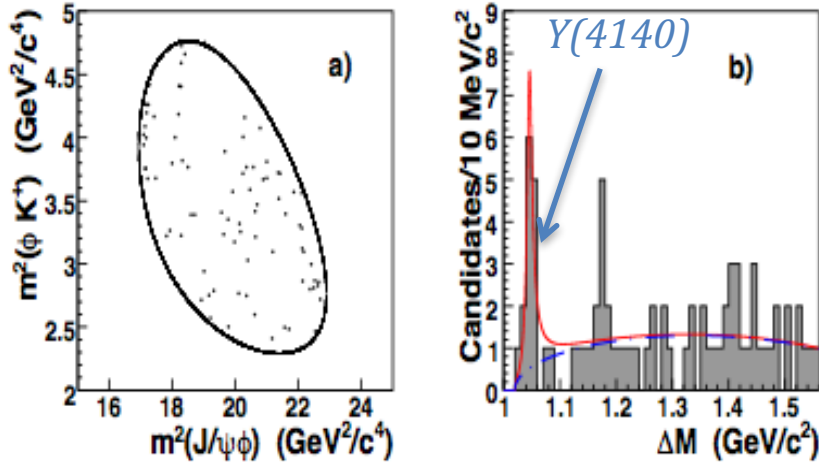 5
4.5
4
3.5
3
2.5
2
m²(ϕ K⁺) (GeV²/c⁴)
a)
16 18 20 22 24
m²(J/ψϕ) (GeV²/c⁴)
Y(4140)
b)
9
8
7
6
5
4
3
2
1
0
Candidates/10 MeV/c²
1 1.1 1.2 1.3 1.4 1.5
ΔM (GeV/c²)